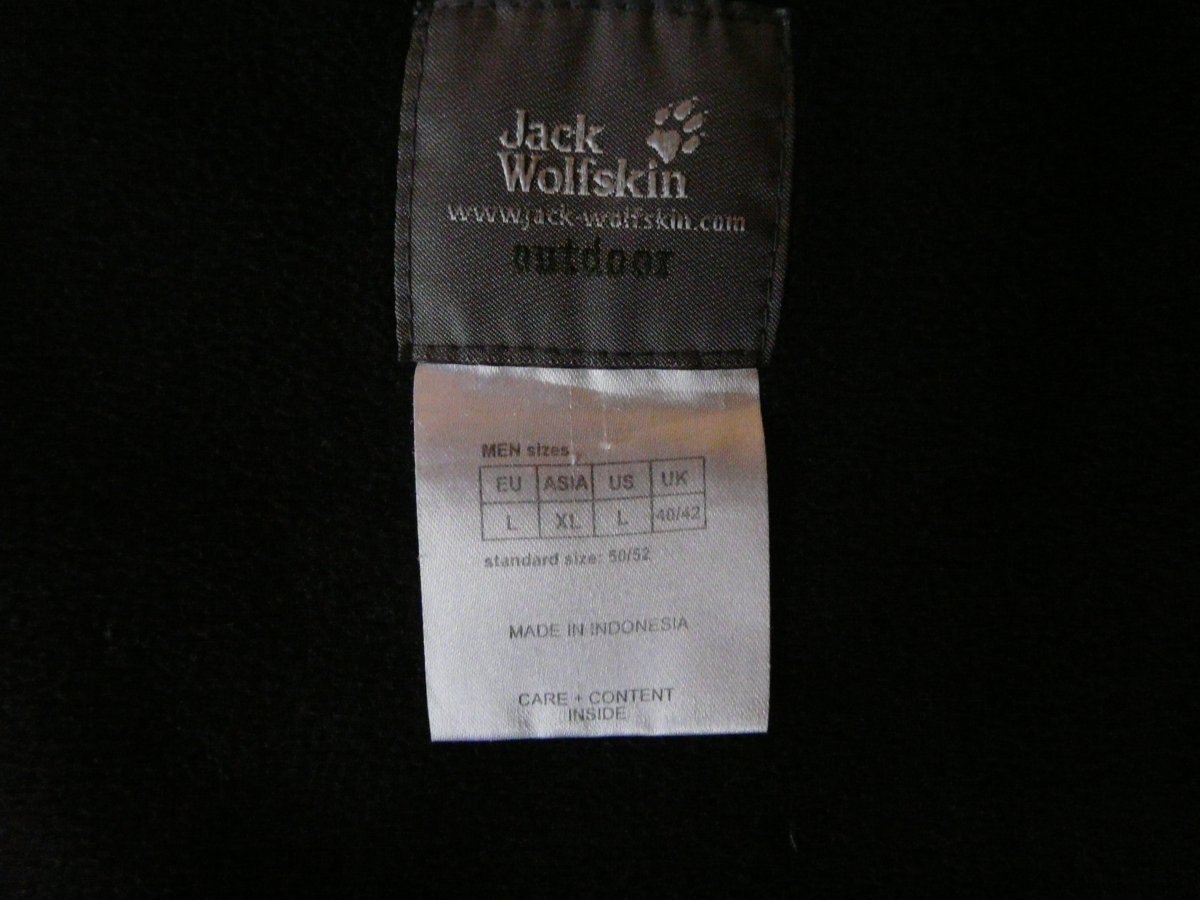 Jack
Wolfskin
www.jack-wolfskin.com
outdoor
MEN sizes
EU ASIA US UK
L XL L 40/42
standard size: 50/52
MADE IN INDONESIA
CARE + CONTENT
INSIDE